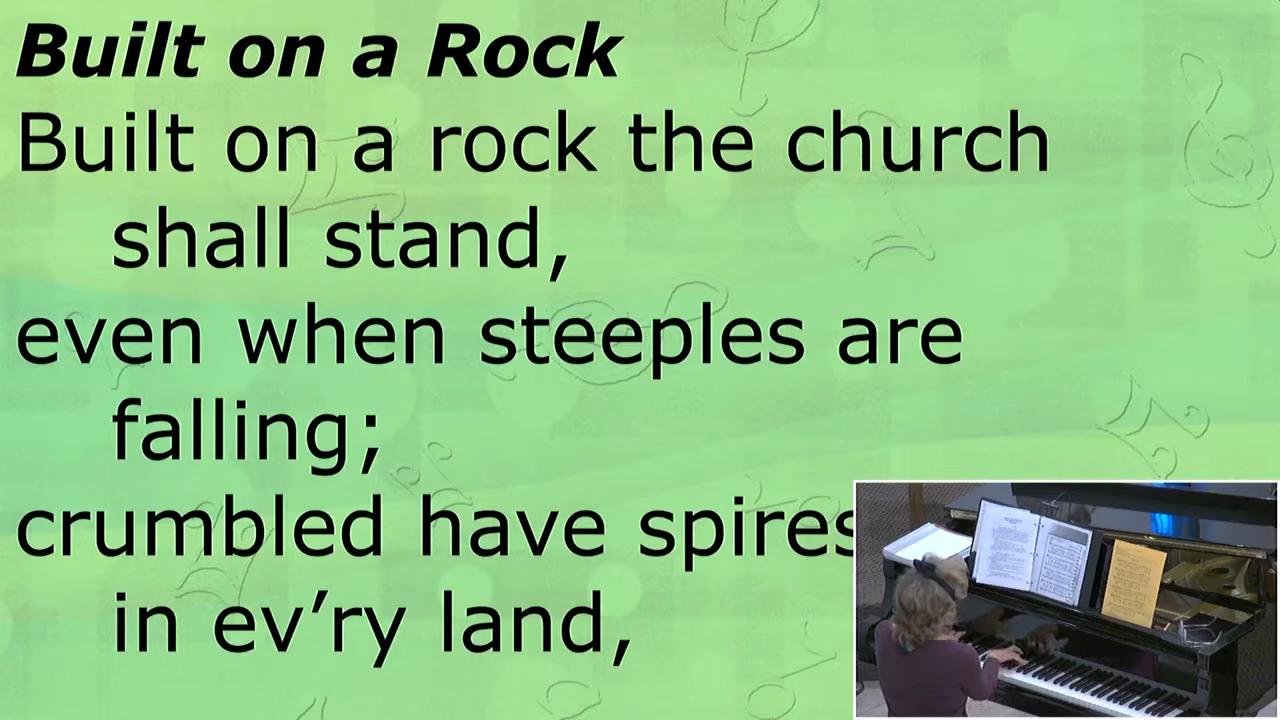 Built on a Rock
Built on a rock the church
shall stand,
even when steeples are
falling;
crumbled have spires
in ev’ry land,